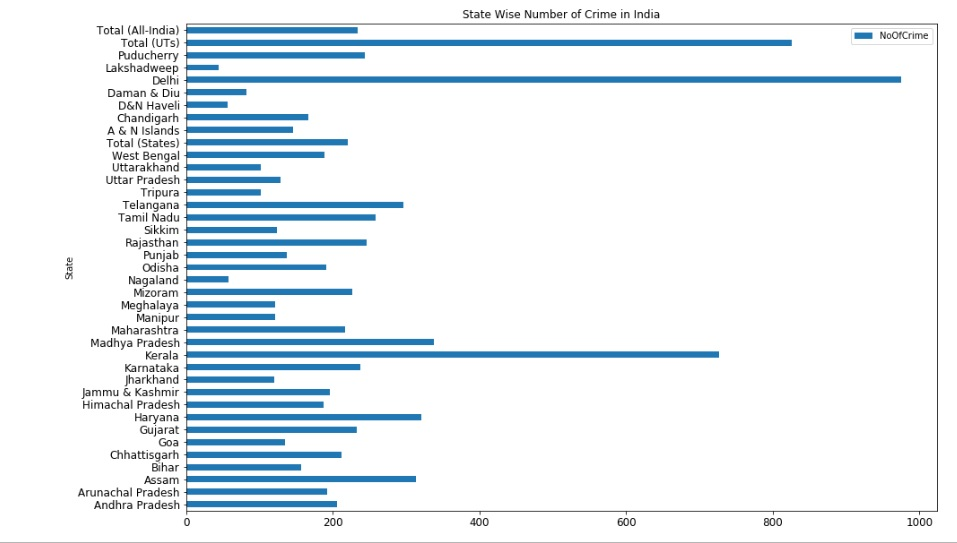 State Wise Number of Crime in India
NoOfCrime
Total (All-India)
Total (UTs)
Puducherry
Lakshadweep
Delhi
Daman & Diu
D&N Haveli
Chandigarh
A & N Islands
Total (States)
West Bengal
Uttarakhand
Uttar Pradesh
Tripura
Telangana
Tamil Nadu
Sikkim
Rajasthan
Punjab
Odisha
Nagaland
Mizoram
Meghalaya
Manipur
Maharashtra
Madhya Pradesh
Kerala
Karnataka
Jharkhand
Jammu & Kashmir
Himachal Pradesh
Haryana
Gujarat
Goa
Chhattisgarh
Bihar
Assam
Arunachal Pradesh
Andhra Pradesh
State
0 200 400 600 800 1000